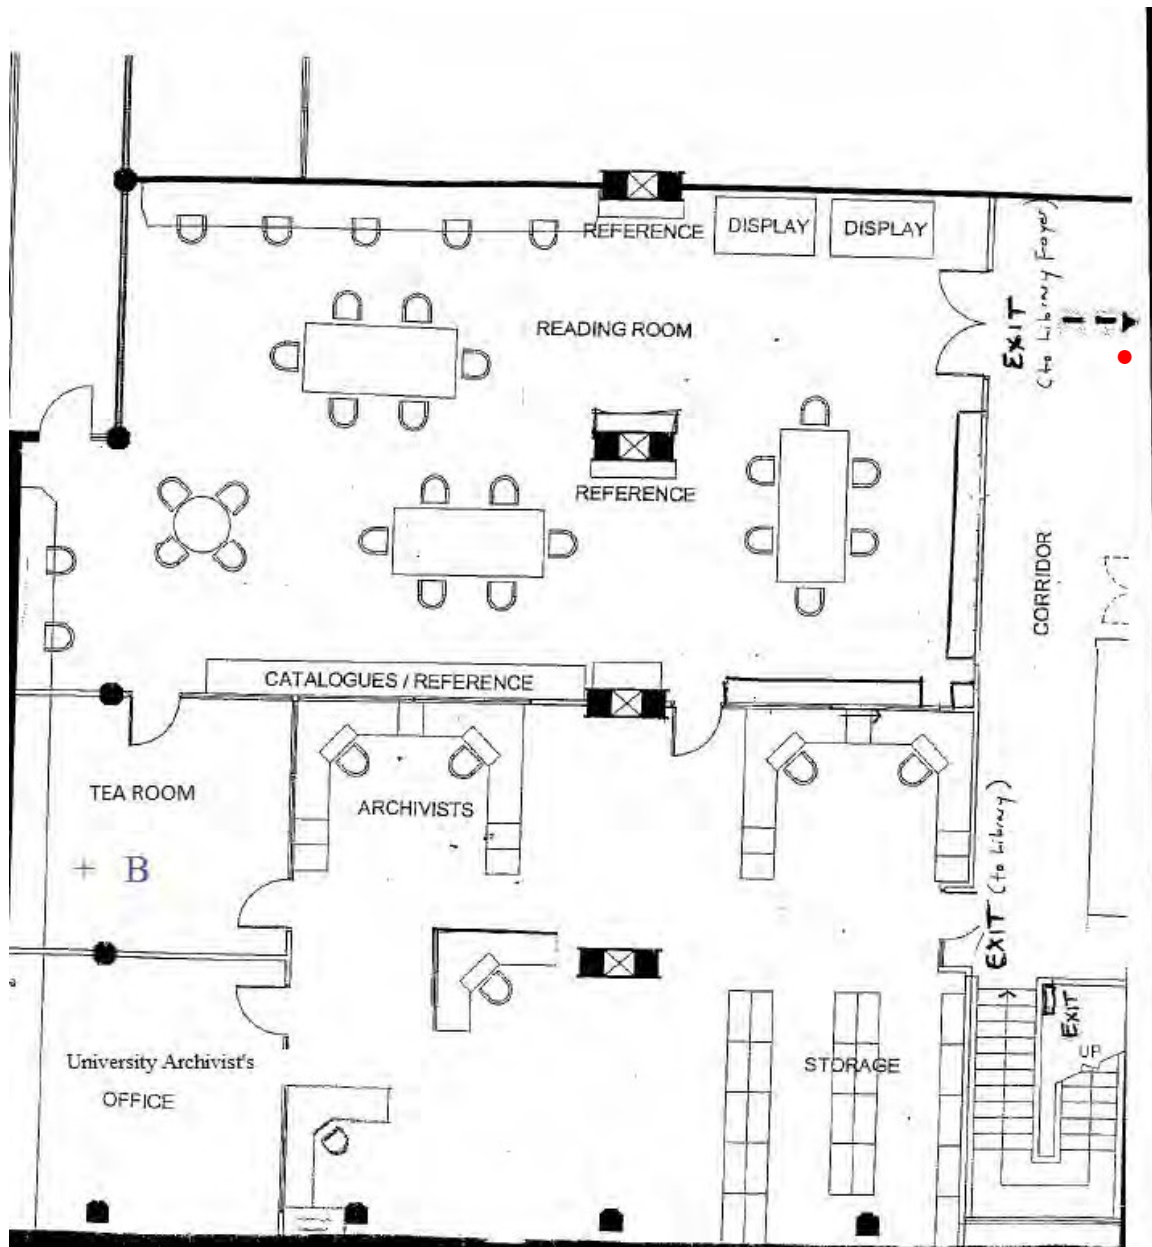 REFERENCE
DISPLAY
DISPLAY
READING ROOM
EXIT
(to Library Foyer)
REFERENCE
CORRIDOR
CATALOGUES / REFERENCE
TEA ROOM
ARCHIVISTS
+ B
EXIT (to Library)
University Archivist's
OFFICE
STORAGE
EXIT
UP